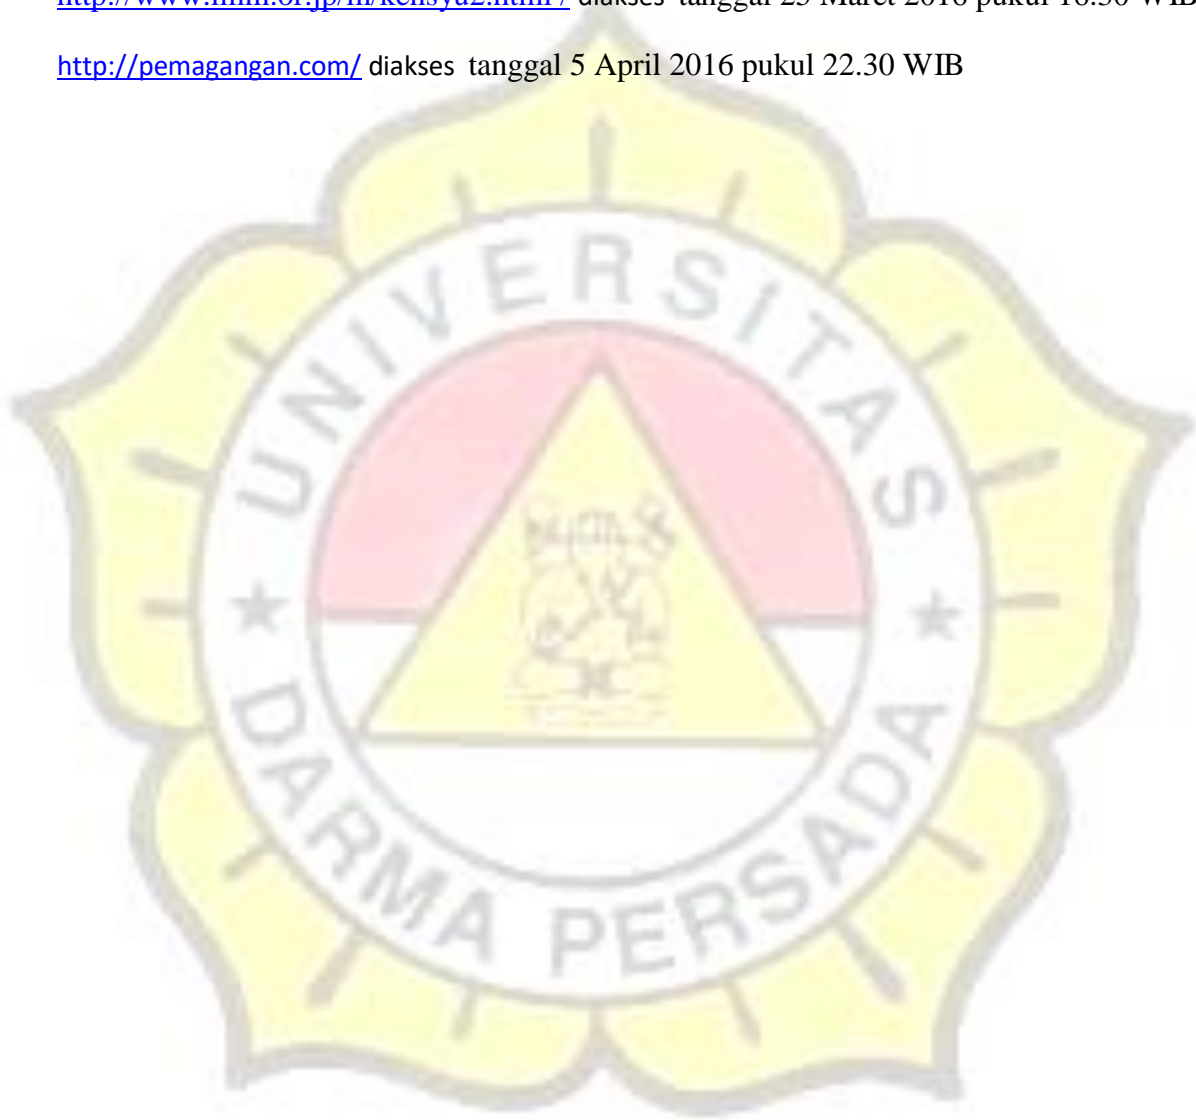 diakses tanggal 25 Maret 2016 pukul 16.30 WIB
http://pemagangan.com/ diakses tanggal 5 April 2016 pukul 22.30 WIB
UNIVERSITAS
DARMA PERSADA